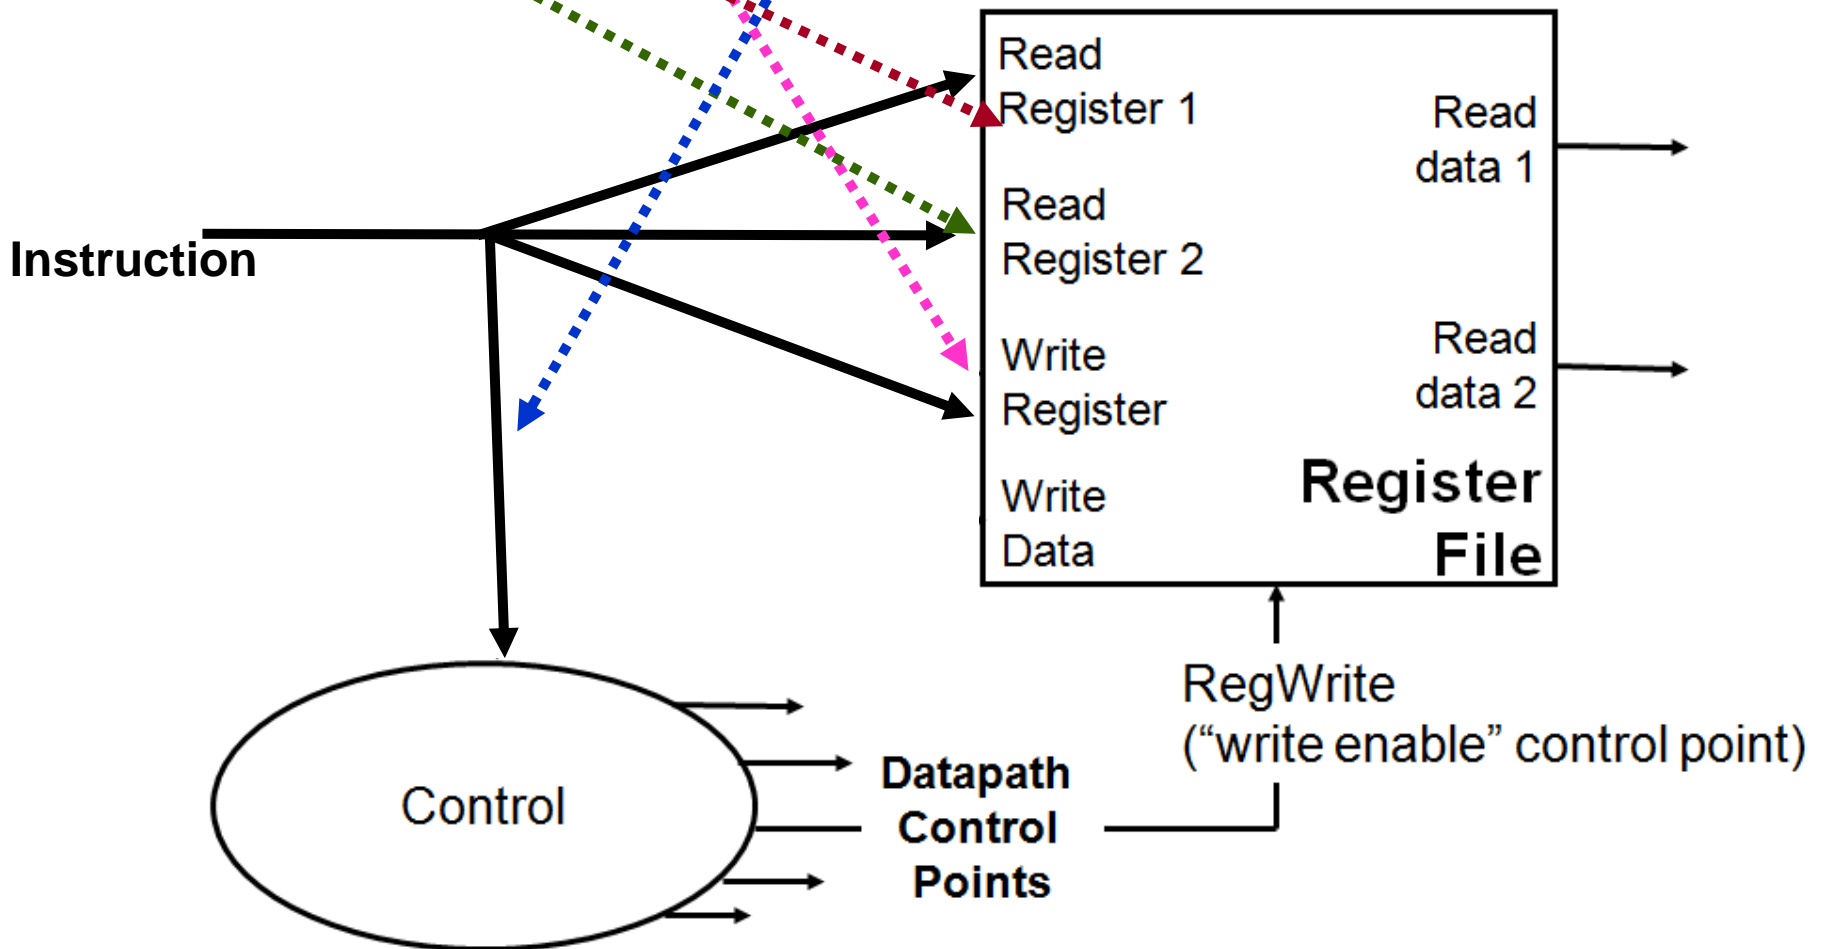 Read
Register 1
Read
data 1
Read
Register 2
Instruction
Write
Register
Read
data 2
Write
Data
Register
File
RegWrite
(“write enable” control point)
Control
Datapath
Control
Points